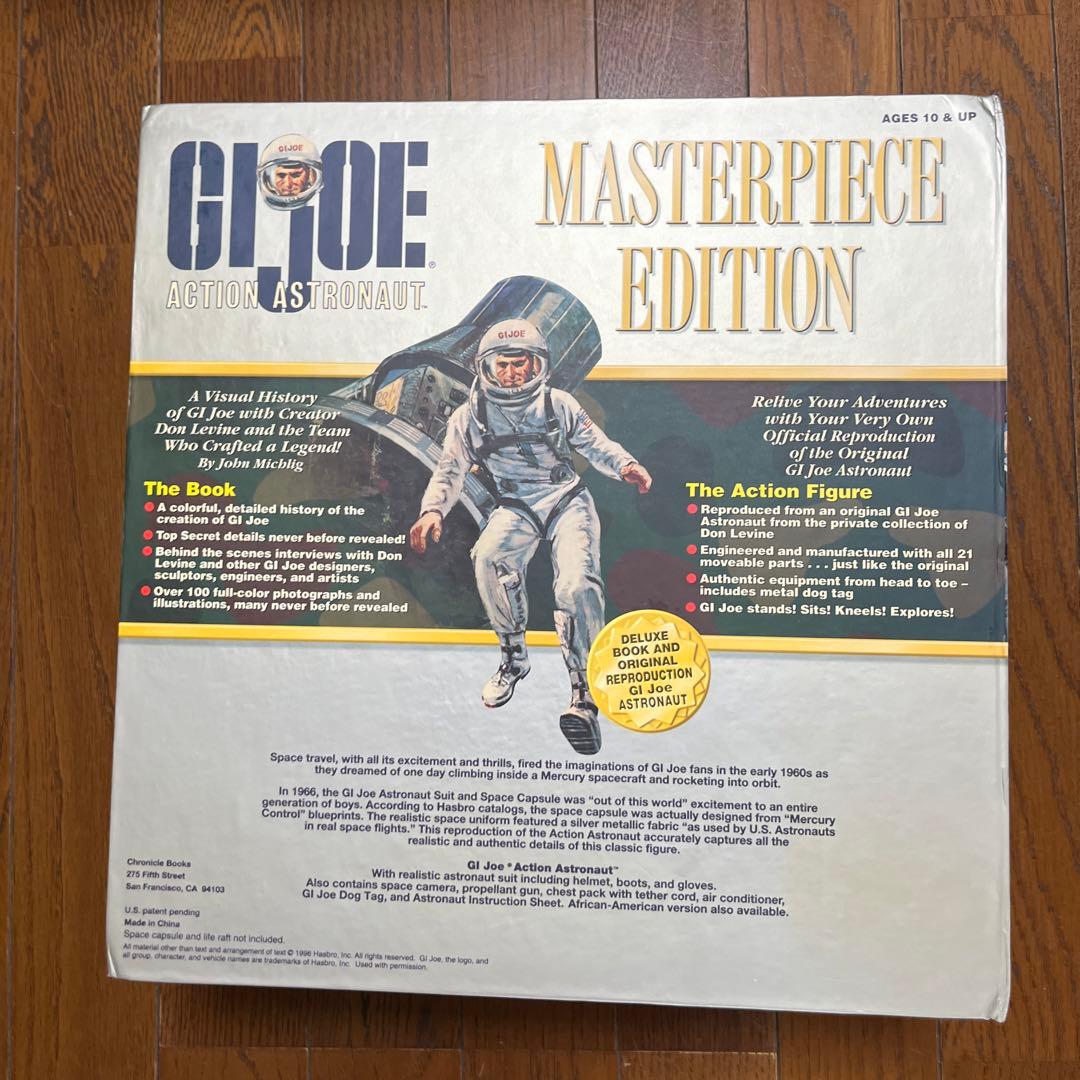 AGES 10 & UP
GI JOE®
GI JOE
ACTION ASTRONAUT™
MASTERPIECE
EDITION
GI JOE
A Visual History
of GI Joe with Creator
Don Levine and the Team
Who Crafted a Legend!
By John Michlig
The Book
● A colorful, detailed history of the
creation of GI Joe
● Top Secret details never before revealed!
● Behind the scenes interviews with Don
Levine and other GI Joe designers,
sculptors, engineers, and artists
● Over 100 full-color photographs and
illustrations, many never before revealed
Relive Your Adventures
with Your Very Own
Official Reproduction
of the Original
GI Joe Astronaut
The Action Figure
● Reproduced from an original GI Joe
Astronaut from the private collection of
Don Levine
● Engineered and manufactured with all 21
moveable parts . . . just like the original
● Authentic equipment from head to toe –
includes metal dog tag
● GI Joe stands! Sits! Kneels! Explores!
DELUXE
BOOK AND
ORIGINAL
REPRODUCTION
GI Joe
ASTRONAUT
Space travel, with all its excitement and thrills, fired the imaginations of GI Joe fans in the early 1960s as
they dreamed of one day climbing inside a Mercury spacecraft and rocketing into orbit.
In 1966, the GI Joe Astronaut Suit and Space Capsule was “out of this world” excitement to an entire
generation of boys. According to Hasbro catalogs, the space capsule was actually designed from “Mercury
Control” blueprints. The realistic space uniform featured a silver metallic fabric “as used by U.S. Astronauts
in real space flights.” This reproduction of the Action Astronaut accurately captures all the
realistic and authentic details of this classic figure.
GI Joe® Action Astronaut™
With realistic astronaut suit including helmet, boots, and gloves.
Also contains space camera, propellant gun, chest pack with tether cord, air conditioner,
GI Joe Dog Tag, and Astronaut Instruction Sheet. African-American version also available.
Chronicle Books
275 Fifth Street
San Francisco, CA 94103
U.S. patent pending
Made in China
Space capsule and life raft not included.
All material other than text and arrangement of text © 1996 Hasbro, Inc. All rights reserved. GI Joe, the logo, and
all group, character, and vehicle names are trademarks of Hasbro, Inc. Used with permission.